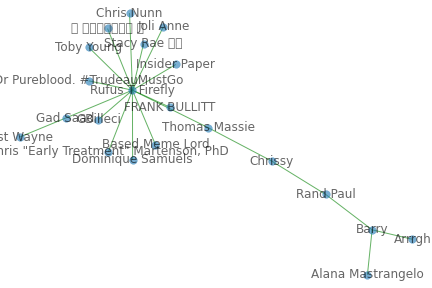 Chris Nunn
Joli Anne
Stacy Rae
Toby Young
Insider Paper
Dr Pureblood. #TrudeauMustGo
Rufus Firefly
FRANK BULLITT
Gad Saad
Thomas Massie
st Wayne
Based Meme Lord
hris "Early Treatment" Martenson, PhD
Dominique Samuels
Chrissy
Rand Paul
Barry
Arrgh
Alana Mastrangelo